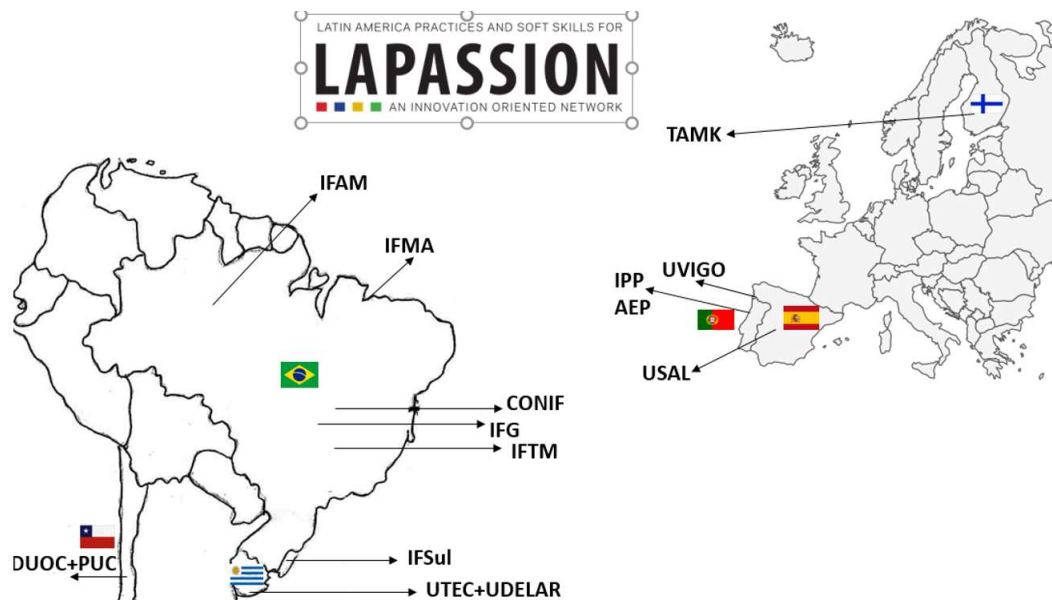 LATIN AMERICA PRACTICES AND SOFT SKILLS FOR
LAPASSION
AN INNOVATION ORIENTED NETWORK
TAMK
IFAM
IFMA
UVIGO
IPP
AEP
USAL
CONIF
IFG
IFTM
DUOC+PUC
IFSul
UTEC+UDELAR